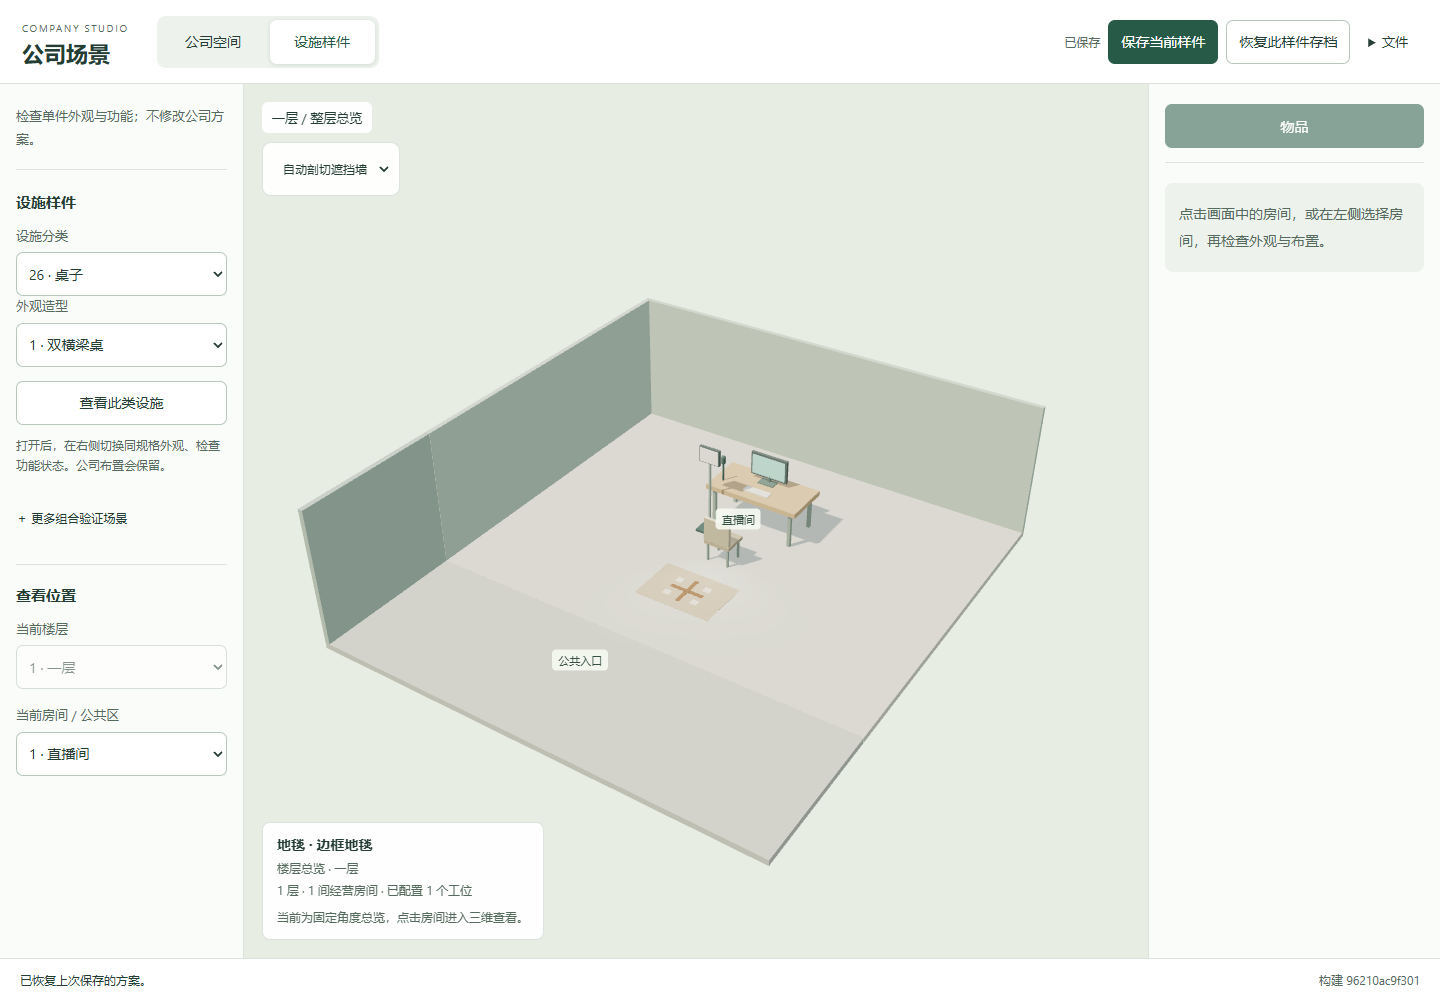 COMPANY STUDIO
公司场景
公司空间
设施样件
已保存
保存当前样件
恢复此样件存档
文件
检查单件外观与功能；不修改公司方
案。
设施样件
设施分类
26 · 桌子
外观造型
1 · 双横梁桌
查看此类设施
打开后，在右侧切换同规格外观、检查
功能状态。公司布置会保留。
+ 更多组合验证场景
查看位置
当前楼层
1 · 一层
当前房间 / 公共区
1 · 直播间
一层 / 整层总览
自动剖切遮挡墙
直播间
公共入口
地毯 · 边框地毯
楼层总览 · 一层
1 层 · 1 间经营房间 · 已配置 1 个工位
当前为固定角度总览，点击房间进入三维查看。
物品
点击画面中的房间，或在左侧选择房
间，再检查外观与布置。
已恢复上次保存的方案。
构建 96210ac9f301